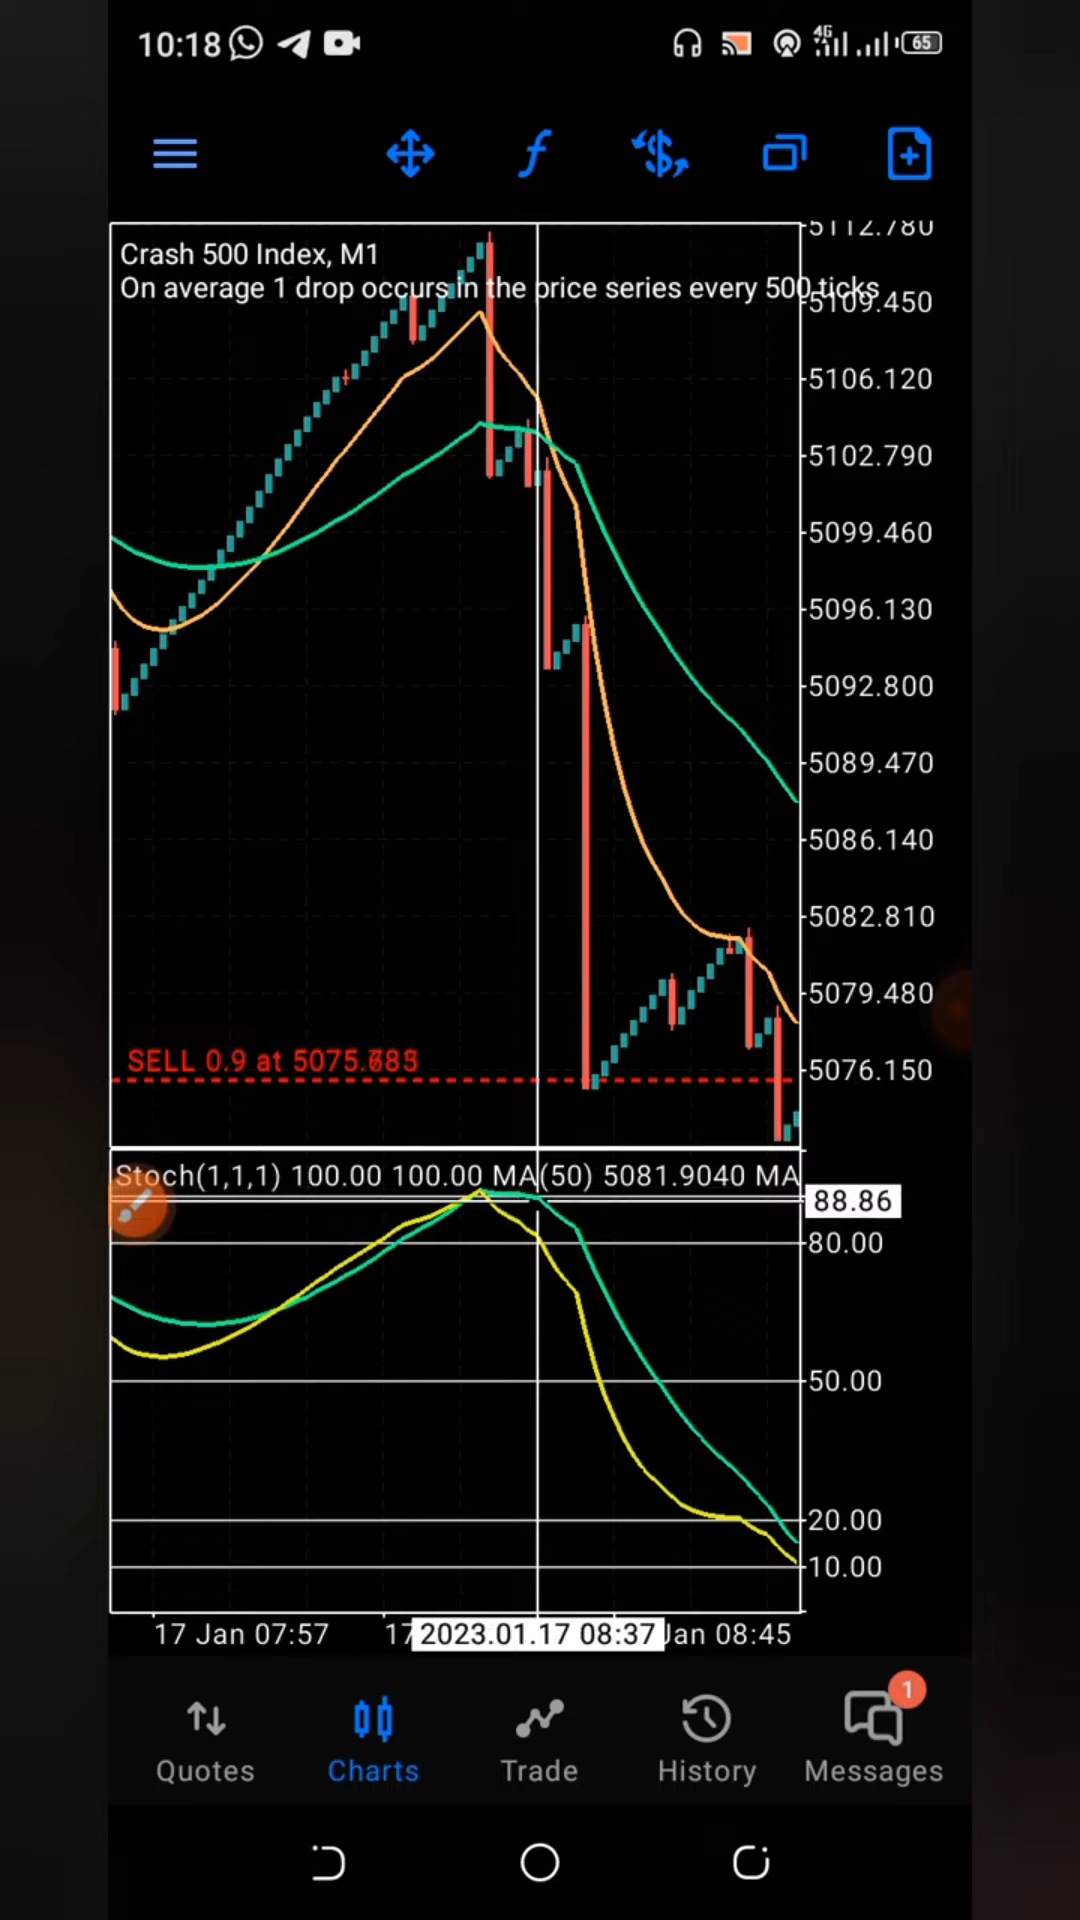 10:18
4G
65
f
$
Crash 500 Index, M1
On average 1 drop occurs in the price series every 500 ticks
5112.780
5109.450
5106.120
5102.790
5099.460
5096.130
5092.800
5089.470
5086.140
5082.810
5079.480
5076.150
SELL 0.9 at
Stoch(1,1,1) 100.00 100.00 MA(50) 5081.9040 MA
88.86
80.00
50.00
20.00
10.00
17 Jan 07:57
17
2023.01.17 08:37
Jan 08:45
Quotes
Charts
Trade
History
1
Messages